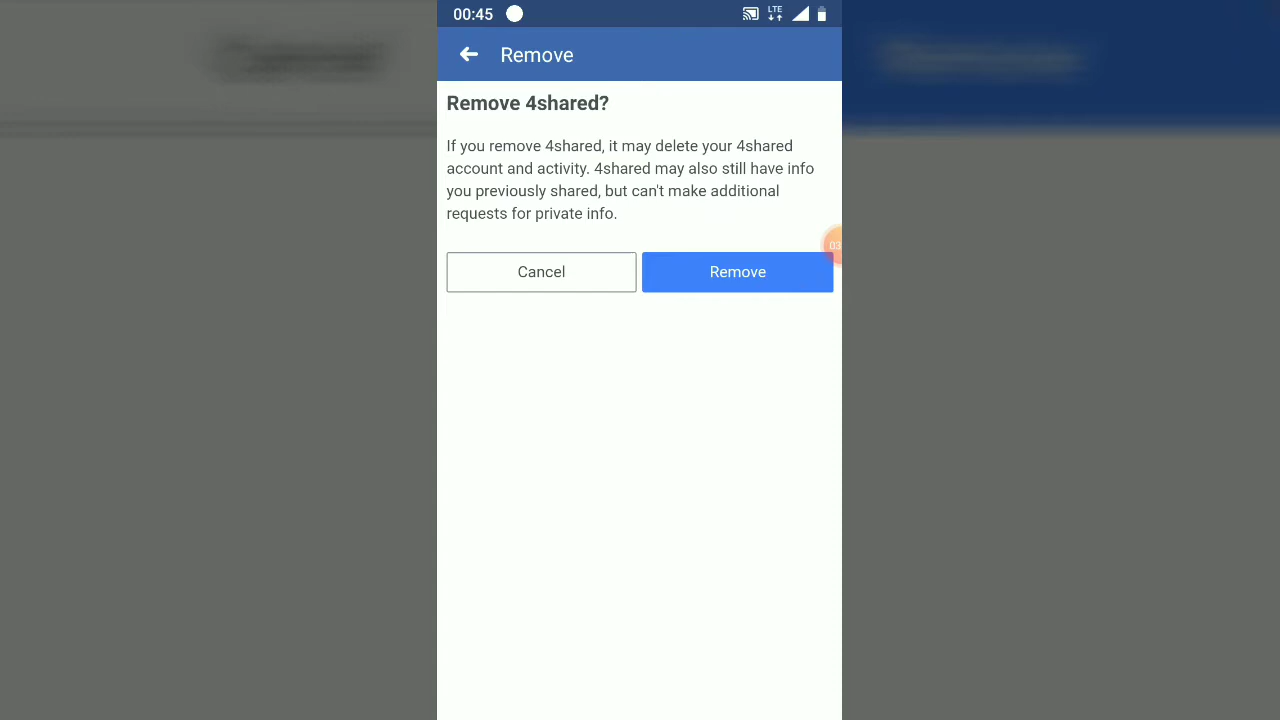 00:45
LTE
Remove
Remove 4shared?
If you remove 4shared, it may delete your 4shared
account and activity. 4shared may also still have info
you previously shared, but can't make additional
requests for private info.
Cancel
Remove